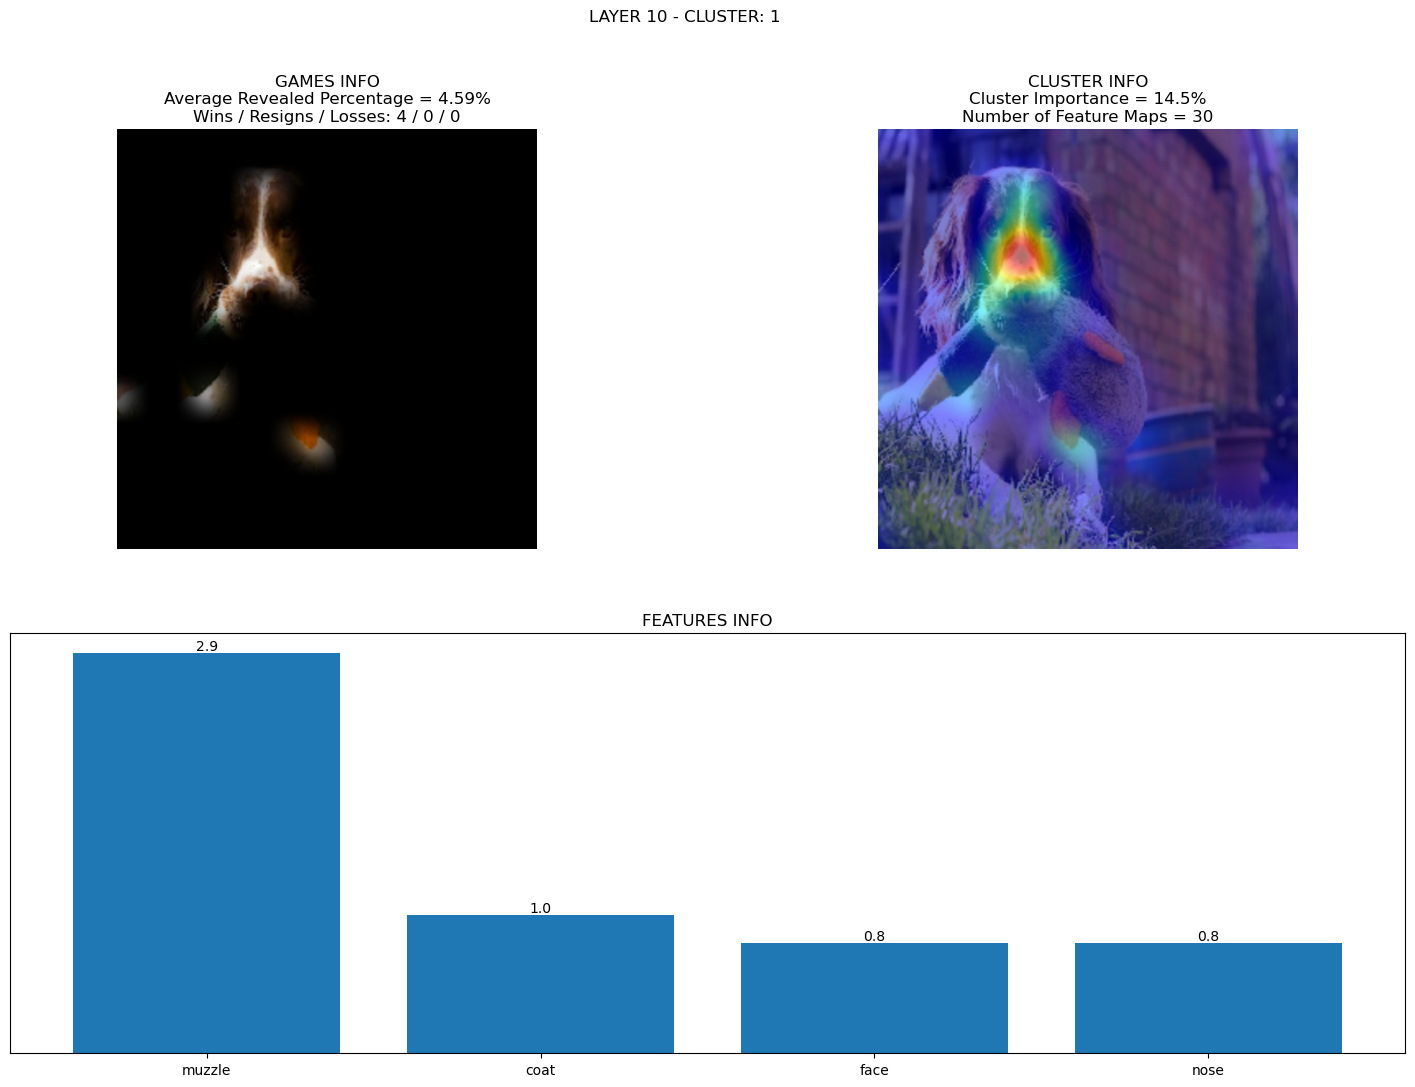 LAYER 10 - CLUSTER: 1
GAMES INFO
Average Revealed Percentage = 4.59%
Wins / Resigns / Losses: 4 / 0 / 0
CLUSTER INFO
Cluster Importance = 14.5%
Number of Feature Maps = 30
FEATURES INFO
2.9
1.0
0.8
0.8
muzzle
coat
face
nose